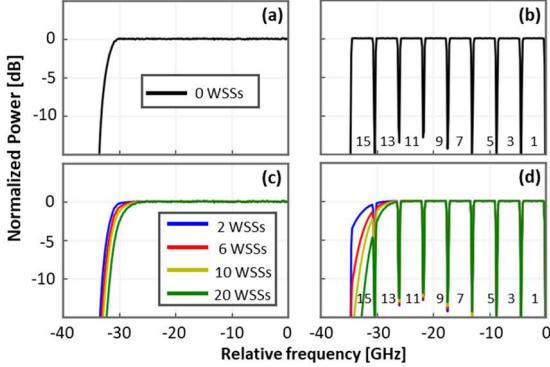 (a)
(b)
Normalized Power [dB]
0
-5
-10
0 WSSs
15 13 11 9 7 5 3 1
(c)
(d)
0
-5
-10
2 WSSs
6 WSSs
10 WSSs
20 WSSs
15 13 11 9 7 5 3 1
-40 -30 -20 -10 0
-40 -30 -20 -10 0
Relative frequency [GHz]